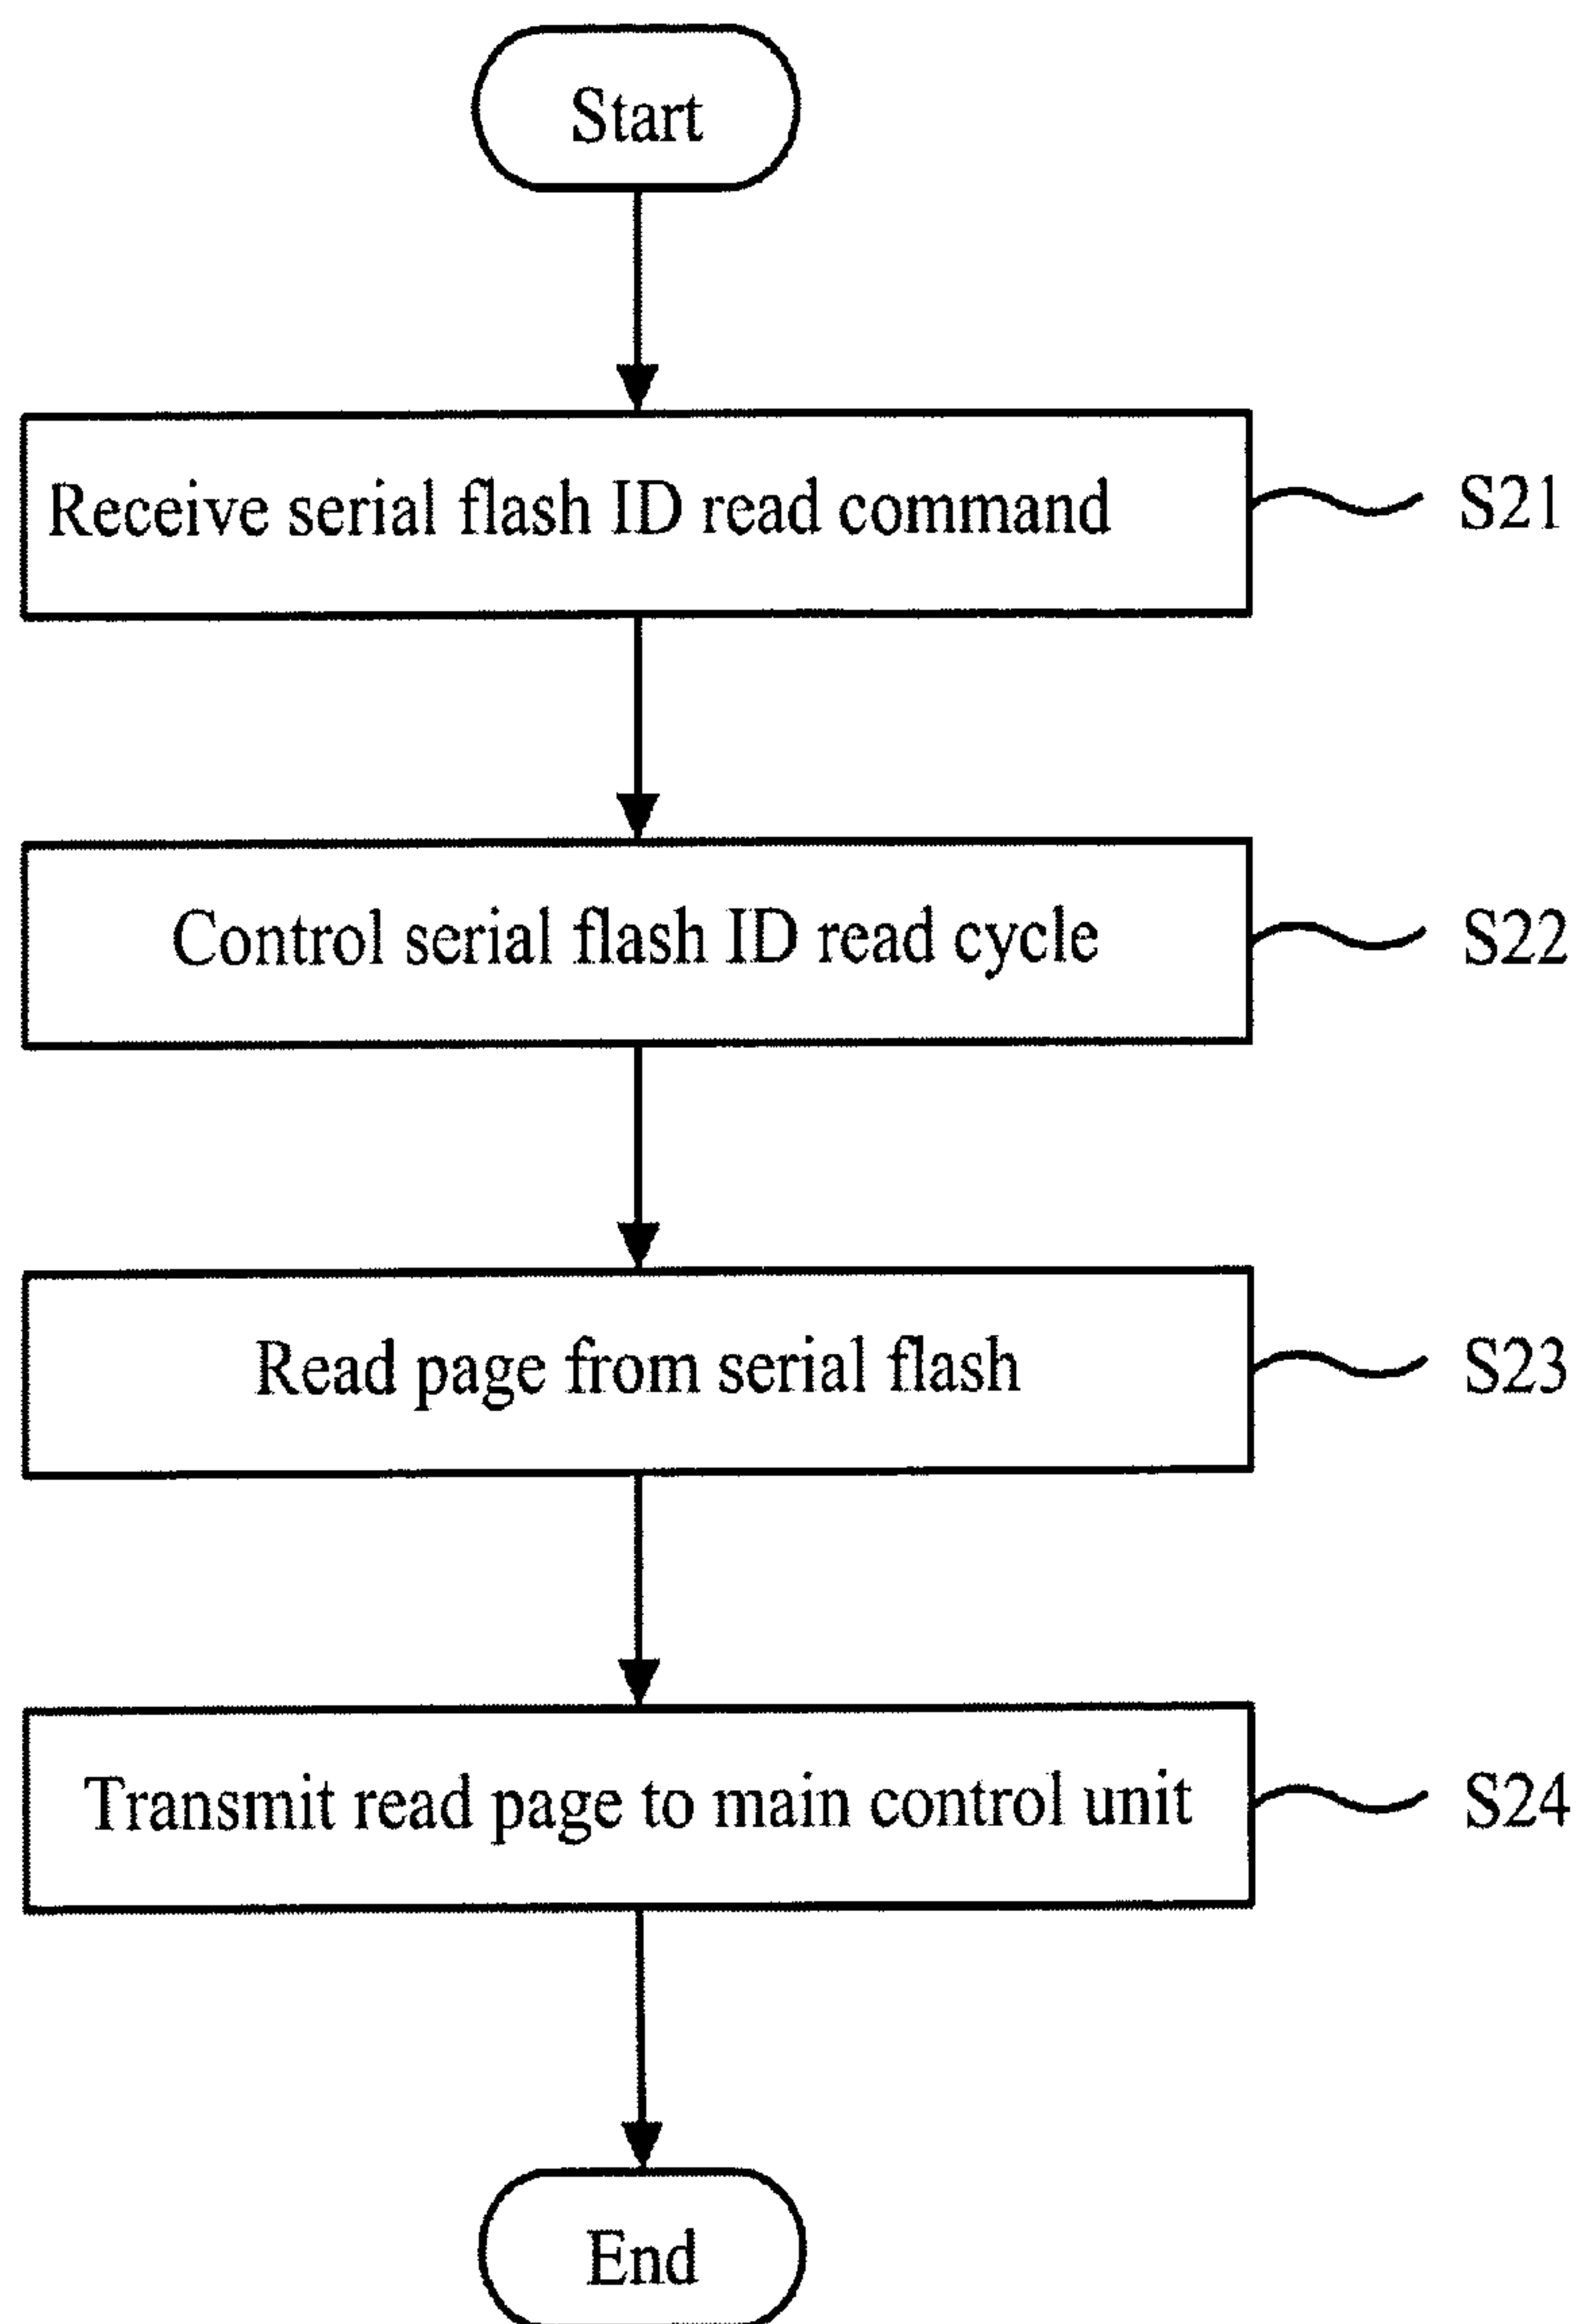 Start
Receive serial flash ID read command
S21
Control serial flash ID read cycle
S22
Read page from serial flash
S23
Transmit read page to main control unit
S24
End